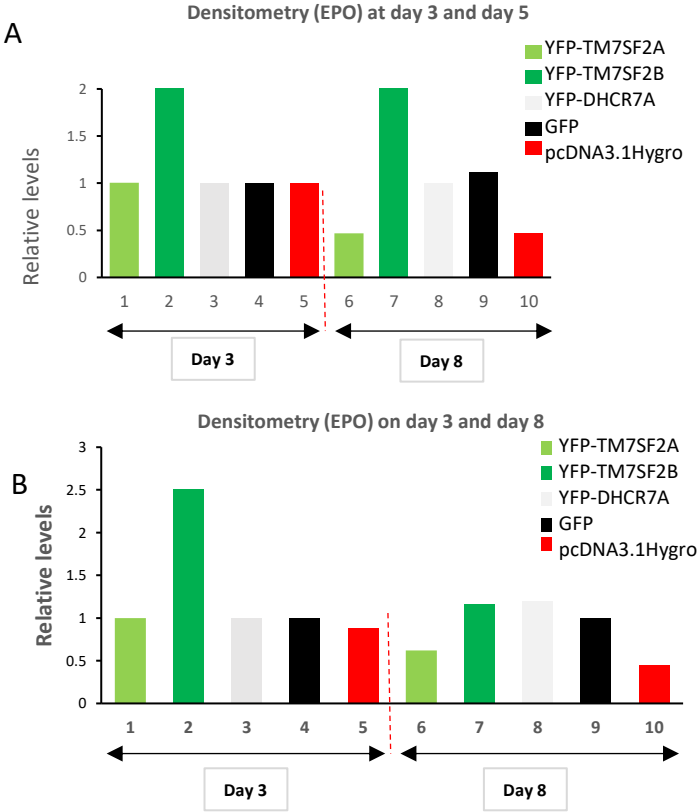 Densitometry (EPO) at day 3 and day 5
A
YFP-TM7SF2A
YFP-TM7SF2B
YFP-DHCR7A
GFP
pcDNA3.1Hygro
Relative levels
2
1.5
1
0.5
0
1 2 3 4 5 6 7 8 9 10
Day 3 Day 8
Densitometry (EPO) on day 3 and day 8
B
YFP-TM7SF2A
YFP-TM7SF2B
YFP-DHCR7A
GFP
pcDNA3.1Hygro
Relative levels
3
2.5
2
1.5
1
0.5
0
1 2 3 4 5 6 7 8 9 10
Day 3 Day 8